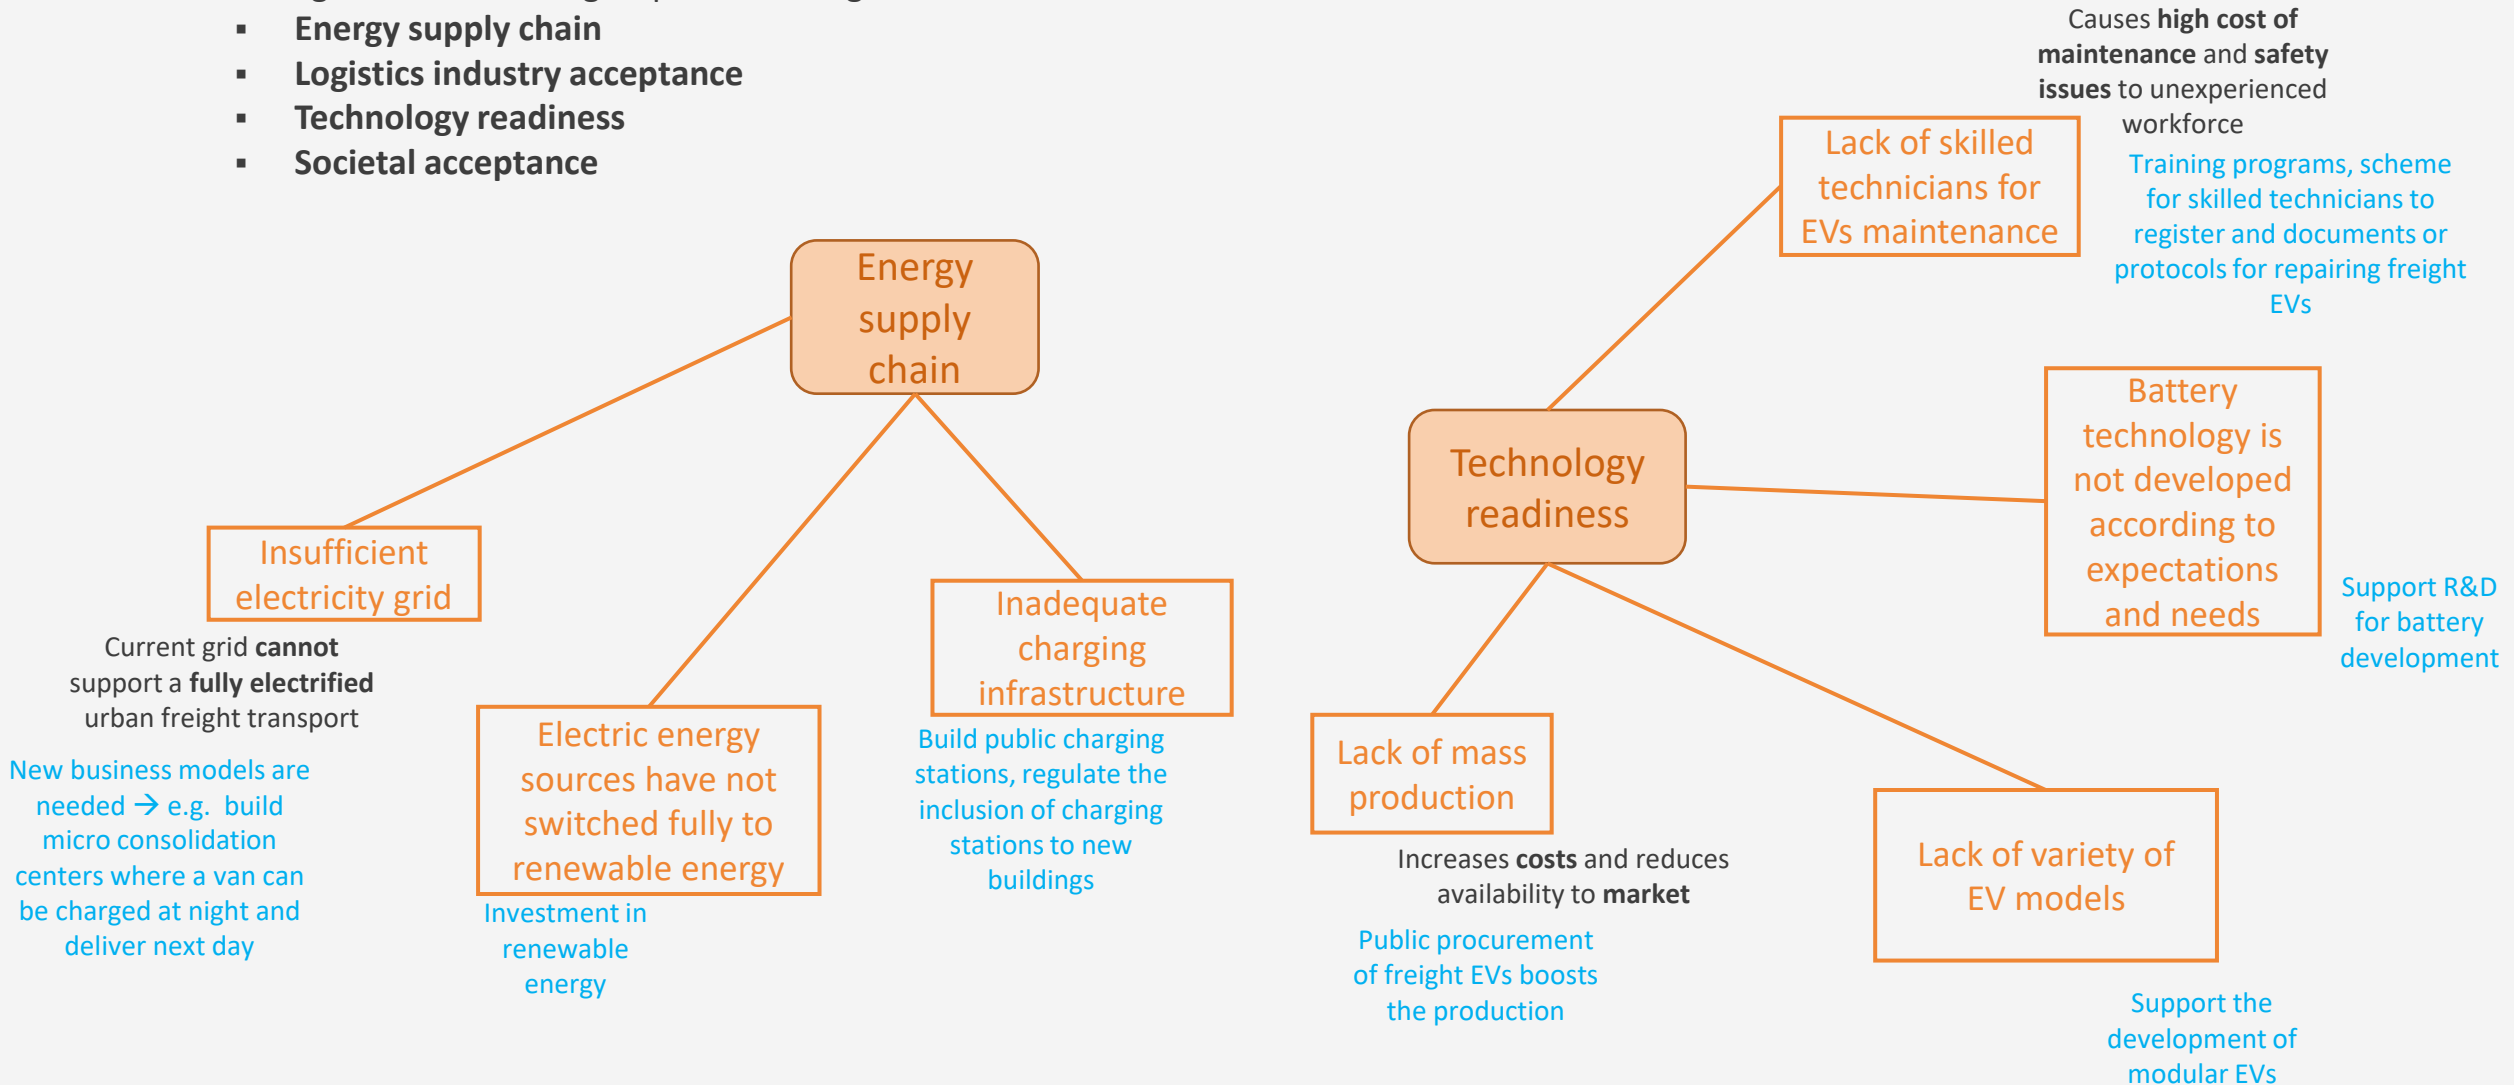 ▪ Energy supply chain
▪ Logistics industry acceptance
▪ Technology readiness
▪ Societal acceptance
Energy
supply
chain
Insufficient
electricity grid
Current grid cannot
support a fully electrified
urban freight transport
New business models are
needed → e.g. build
micro consolidation
centers where a van can
be charged at night and
deliver next day
Electric energy
sources have not
switched fully to
renewable energy
Investment in
renewable
energy
Inadequate
charging
infrastructure
Build public charging
stations, regulate the
inclusion of charging
stations to new
buildings
Technology
readiness
Causes high cost of
maintenance and safety
issues to unexperienced
workforce
Lack of skilled
technicians for
EVs maintenance
Training programs, scheme
for skilled technicians to
register and documents or
protocols for repairing freight
EVs
Battery
technology is
not developed
according to
expectations
and needs
Support R&D
for battery
development
Lack of mass
production
Increases costs and reduces
availability to market
Public procurement
of freight EVs boosts
the production
Lack of variety of
EV models
Support the
development of
modular EVs